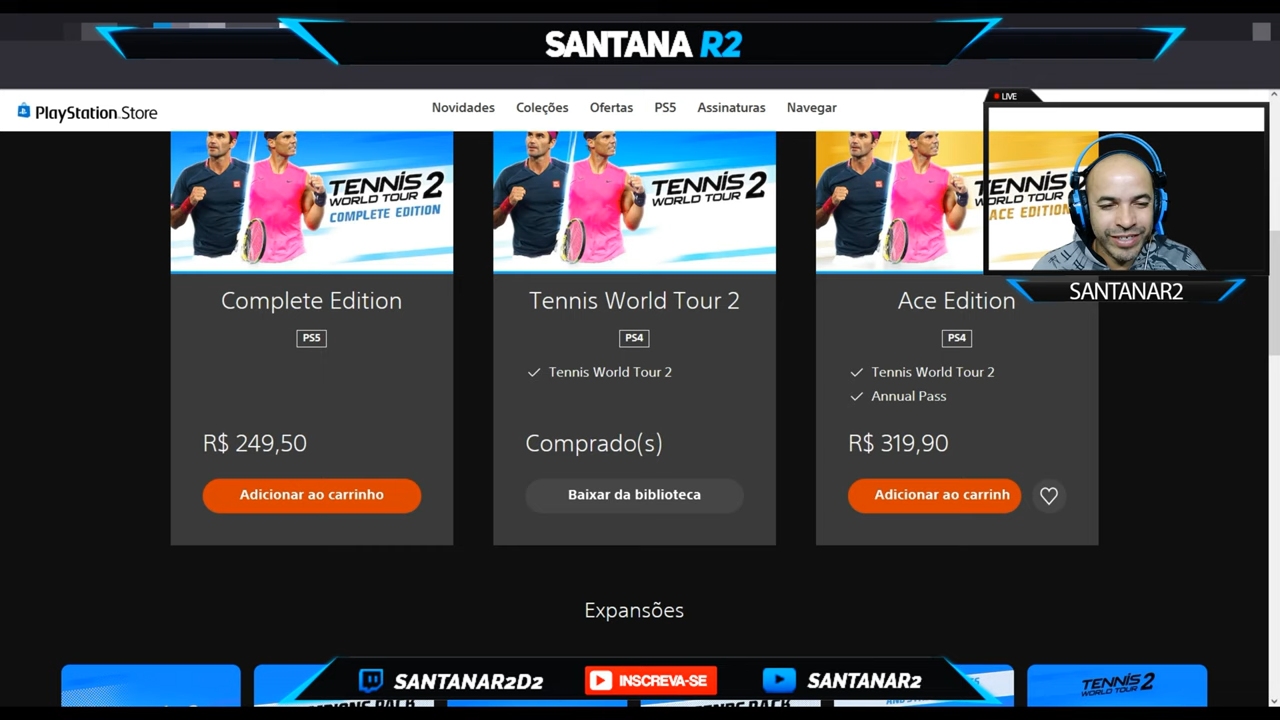 SANTANA R2
PlayStation Store
Novidades Coleções Ofertas PS5 Assinaturas Navegar
LIVE
TENNIS WORLD TOUR 2
COMPLETE EDITION
TENNIS WORLD TOUR 2
TENNIS WORLD TOUR
ACE EDITION
SANTANAR2
Complete Edition
PS5
R$ 249,50
Adicionar ao carrinho
Tennis World Tour 2
PS4
Tennis World Tour 2
Comprado(s)
Baixar da biblioteca
Ace Edition
PS4
Tennis World Tour 2
Annual Pass
R$ 319,90
Adicionar ao carrinh
Expansões
SANTANAR2D2
INSCREVA-SE
SANTANAR2
TENNIS WORLD TOUR 2